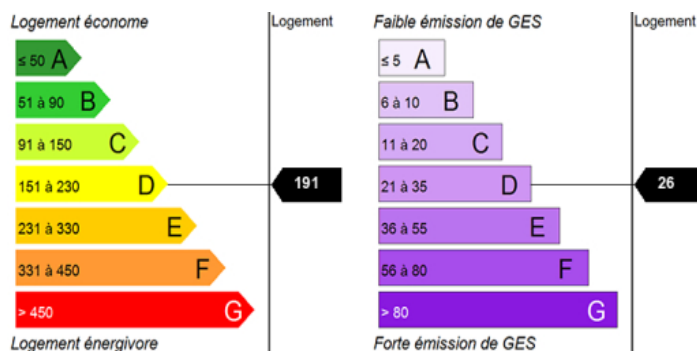 Logement économe
Logement
≤ 50 A
51 à 90 B
91 à 150 C
151 à 230 D
191
231 à 330 E
331 à 450 F
> 450 G
Logement énergivore
Faible émission de GES
Logement
≤ 5 A
6 à 10 B
11 à 20 C
21 à 35 D
26
36 à 55 E
56 à 80 F
> 80 G
Forte émission de GES